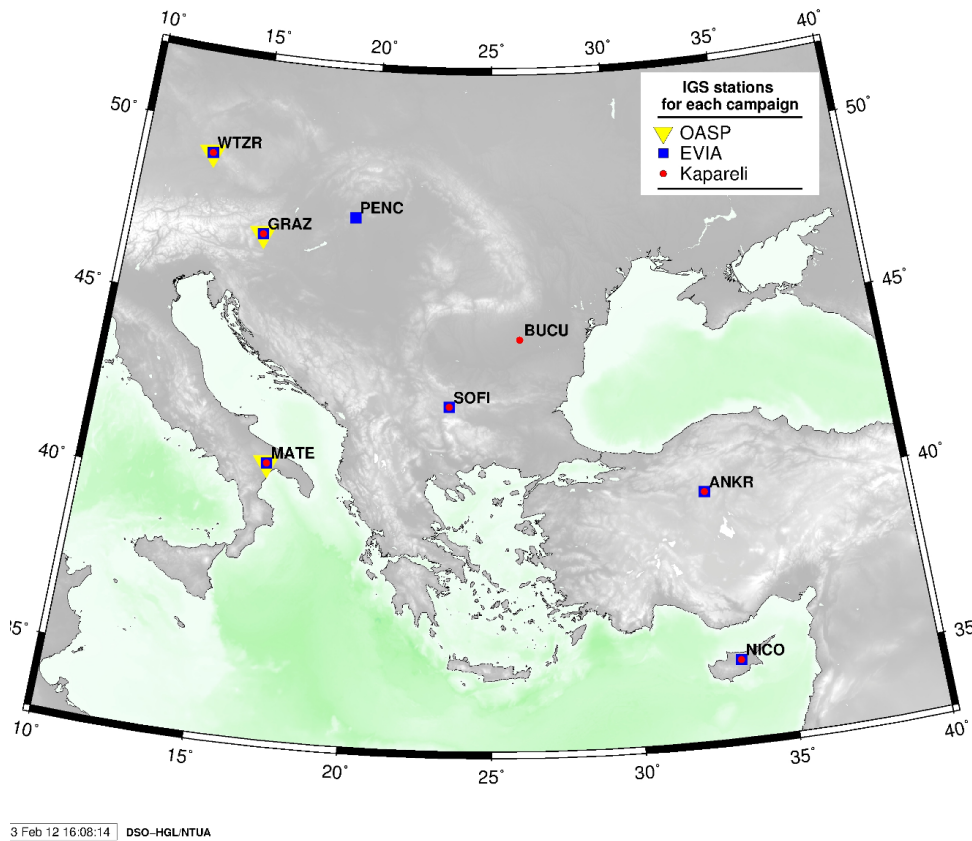 10° 15° 20° 25° 30° 35° 40°
50° 50°
IGS stations
for each campaign
OASP
EVIA
Kapareli
WTZR
PENC
GRAZ
45° 45°
BUCU
SOFI
MATE
40° 40°
ANKR
35° 35°
NICO
10° 15° 20° 25° 30° 35° 40°
3 Feb 12 16:08:14 DSO–HGL/NTUA